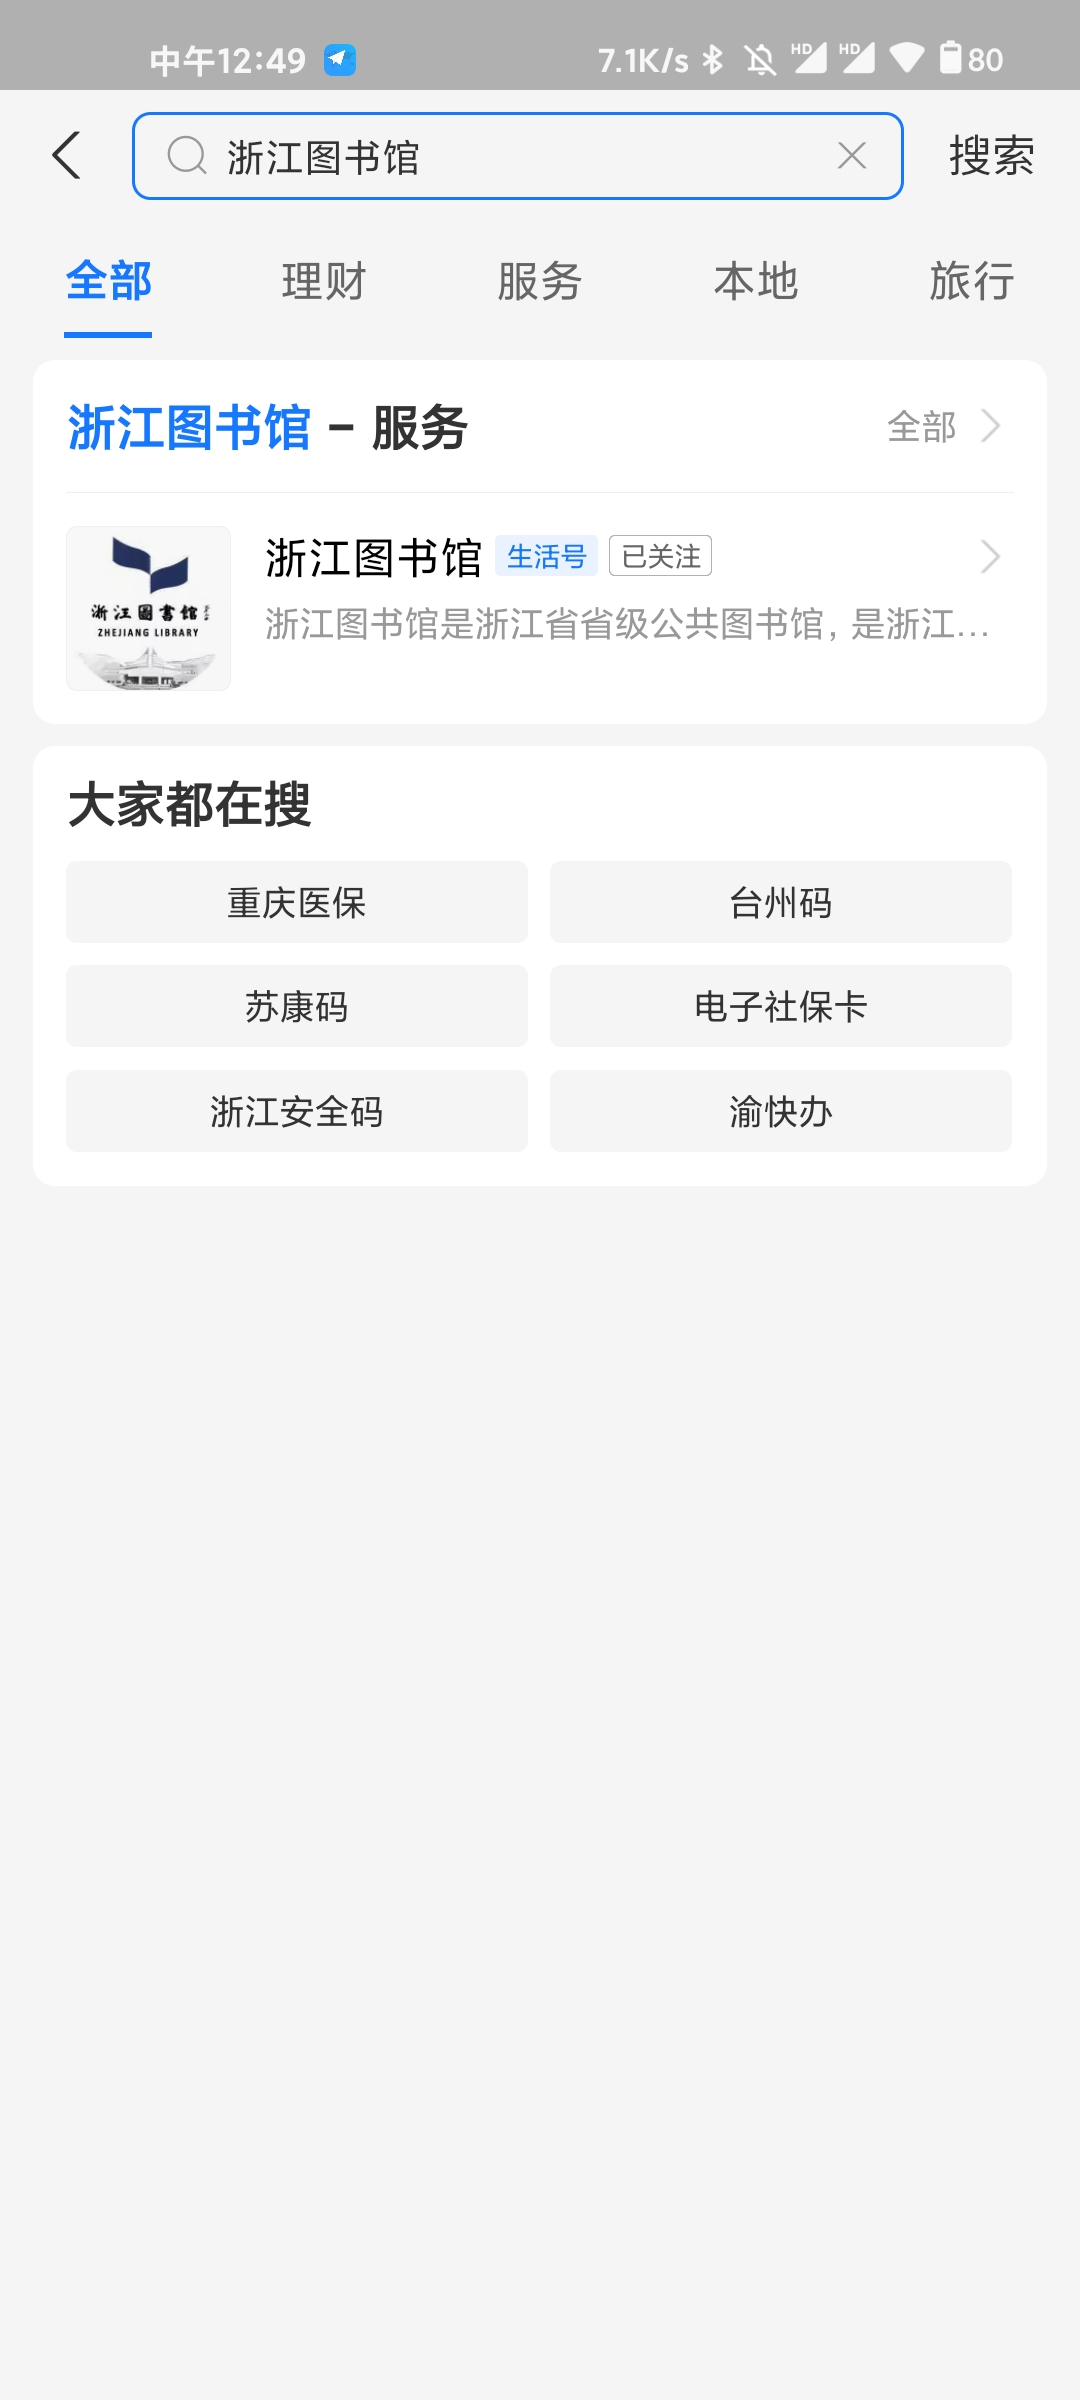 中午12:49 7.1K/s HD HD 80
浙江图书馆 搜索
全部 理财 服务 本地 旅行
浙江图书馆 - 服务 全部
浙江图书馆 生活号 已关注
浙江图书馆是浙江省省级公共图书馆, 是浙江...
浙江圖書館
ZHEJIANG LIBRARY
大家都在搜
重庆医保 台州码
苏康码 电子社保卡
浙江安全码 渝快办